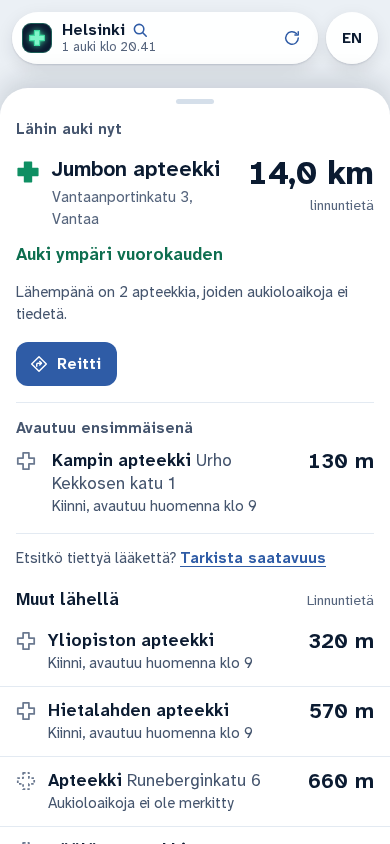 Helsinki
1 auki klo 20.41
EN
Lähin auki nyt
Jumbon apteekki
14,0 km
Vantaanportinkatu 3,
Vantaa
linnuntietä
Auki ympäri vuorokauden
Lähempänä on 2 apteekkia, joiden aukioloaikoja ei
tiedetä.
Reitti
Avautuu ensimmäisenä
Kampin apteekki Urho
Kekkosen katu 1
130 m
Kiinni, avautuu huomenna klo 9
Etsitkö tiettyä lääkettä? Tarkista saatavuus
Muut lähellä
Linnuntietä
Yliopiston apteekki
320 m
Kiinni, avautuu huomenna klo 9
Hietalahden apteekki
570 m
Kiinni, avautuu huomenna klo 9
Apteekki Runeberginkatu 6
660 m
Aukioloaikoja ei ole merkitty